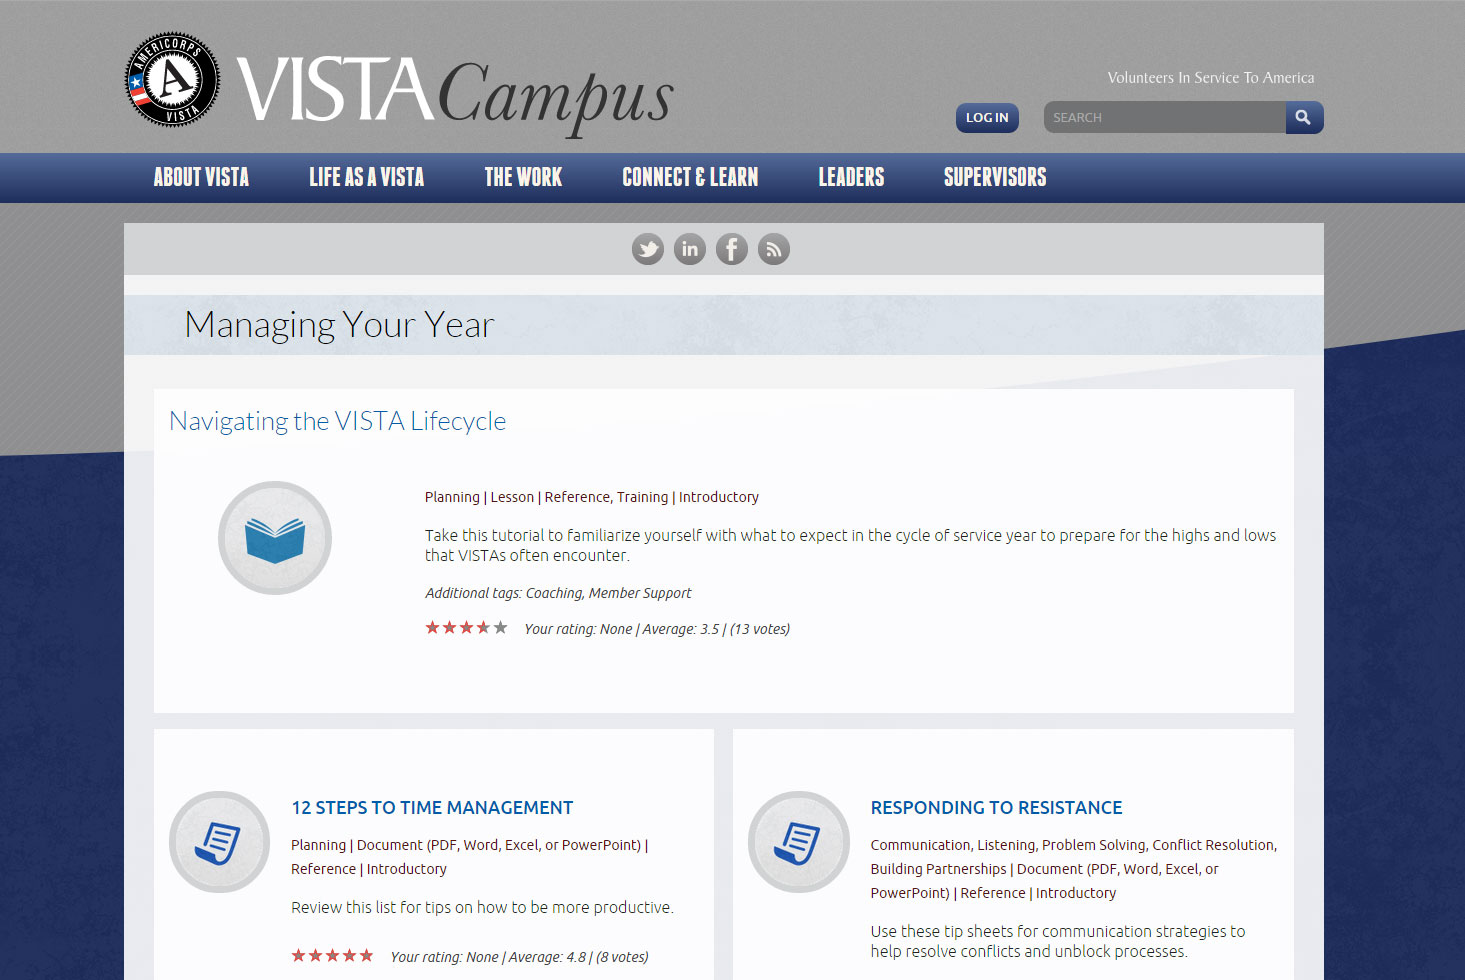 AMERICORPS
A
VISTA
VISTA Campus
Volunteers In Service To America
LOG IN
SEARCH
ABOUT VISTA
LIFE AS A VISTA
THE WORK
CONNECT & LEARN
LEADERS
SUPERVISORS
in
f
Managing Your Year
Navigating the VISTA Lifecycle
Planning | Lesson | Reference, Training | Introductory
Take this tutorial to familiarize yourself with what to expect in the cycle of service year to prepare for the highs and lows
that VISTAs often encounter.
Additional tags: Coaching, Member Support
Your rating: None | Average: 3.5 | (13 votes)
12 STEPS TO TIME MANAGEMENT
Planning | Document (PDF, Word, Excel, or PowerPoint) |
Reference | Introductory
Review this list for tips on how to be more productive.
Your rating: None | Average: 4.8 | (8 votes)
RESPONDING TO RESISTANCE
Communication, Listening, Problem Solving, Conflict Resolution,
Building Partnerships | Document (PDF, Word, Excel, or
PowerPoint) | Reference | Introductory
Use these tip sheets for communication strategies to
help resolve conflicts and unblock processes.